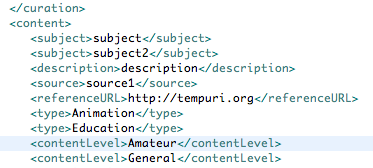 </curation>
<content>
<subject>subject</subject>
<subject>subject2</subject>
<description>description</description>
<source>source1</source>
<referenceURL>http://tempuri.org</referenceURL>
<type>Animation</type>
<type>Education</type>
<contentLevel>Amateur</contentLevel>
<contentLevel>General</contentLevel>